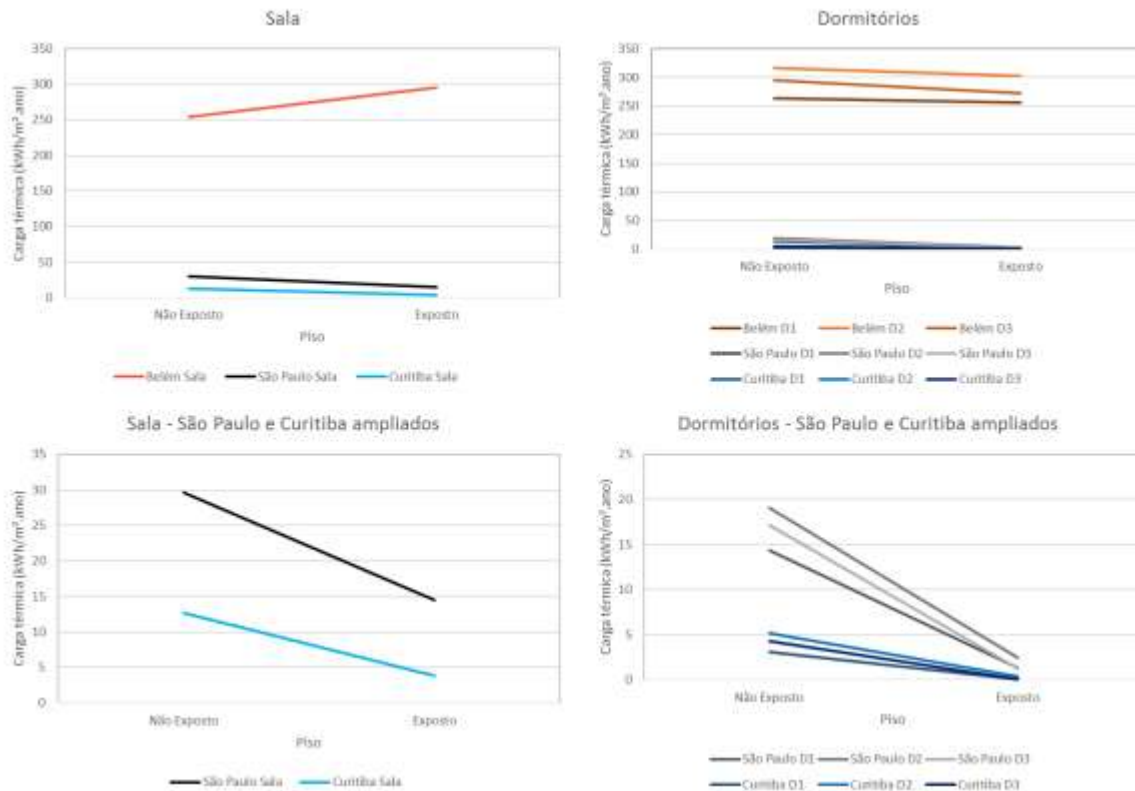 Sala
Carga térmica (kWh/m².ano)
350
300
250
200
150
100
50
0
Não Exposto
Exposto
Piso
Belém Sala
São Paulo Sala
Curitiba Sala
Dormitórios
Carga térmica (kWh/m².ano)
350
300
250
200
150
100
50
0
Não Exposto
Exposto
Piso
Belém D1
Belém D2
Belém D3
São Paulo D1
São Paulo D2
São Paulo D3
Curitiba D1
Curitiba D2
Curitiba D3
Sala - São Paulo e Curitiba ampliados
Carga térmica (kWh/m².ano)
35
30
25
20
15
10
5
0
Não Exposto
Exposto
Piso
São Paulo Sala
Curitiba Sala
Dormitórios - São Paulo e Curitiba ampliados
Carga térmica (kWh/m².ano)
25
20
15
10
5
0
Não Exposto
Exposto
Piso
São Paulo D1
São Paulo D2
São Paulo D3
Curitiba D1
Curitiba D2
Curitiba D3